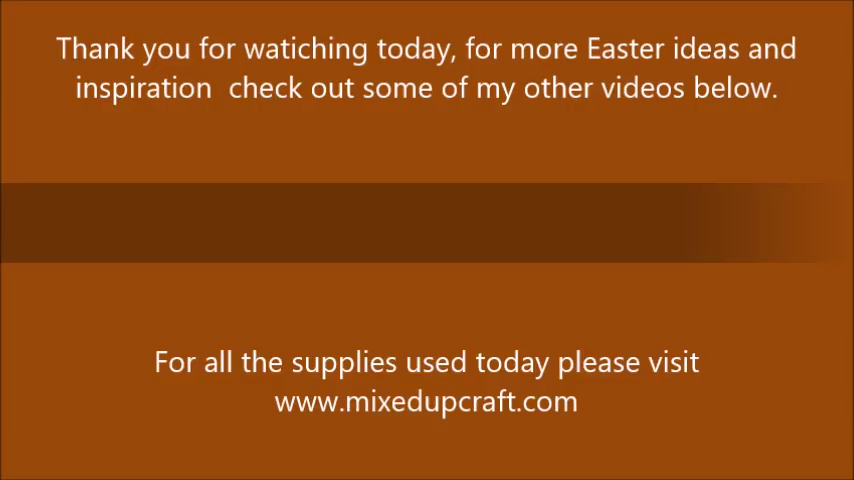 Thank you for watiching today, for more Easter ideas and
inspiration  check out some of my other videos below.
For all the supplies used today please visit
www.mixedupcraft.com